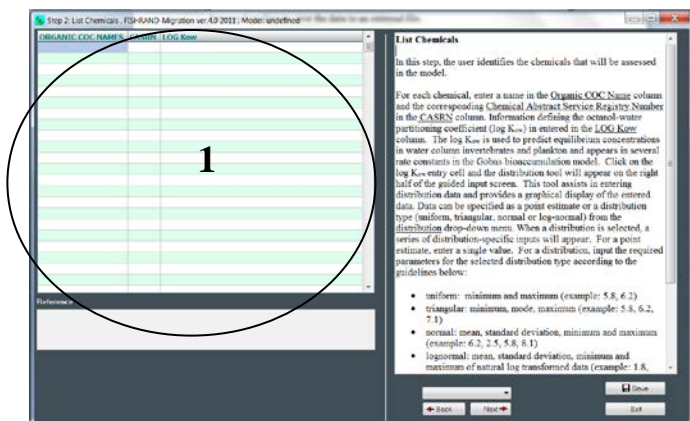 Step 2: List Chemicals , FISHRAND-Migration ver.4.0 2011 , Model: undefined
ORGANIC COC NAMES CASRN LOG Kow
1
Reference
List Chemicals
In this step, the user identifies the chemicals that will be assessed
in the model.
For each chemical, enter a name in the Organic COC Name column
and the corresponding Chemical Abstract Service Registry Number
in the CASRN column. Information defining the octanol-water
partitioning coefficient (log Kow) in entered in the LOG Kow
column. The log Kow is used to predict equilibrium concentrations
in water column invertebrates and plankton and appears in several
rate constants in the Gobas bioaccumulation model. Click on the
log Kow entry cell and the distribution tool will appear on the right
half of the guided input screen. This tool assists in entering
distribution data and provides a graphical display of the entered
data. Data can be specified as a point estimate or a distribution
type (uniform, triangular, normal or log-normal) from the
distribution drop-down menu. When a distribution is selected, a
series of distribution-specific inputs will appear. For a point
estimate, enter a single value. For a distribution, input the required
parameters for the selected distribution type according to the
guidelines below:
• uniform: minimum and maximum (example: 5.8, 6.2)
• triangular: minimum, mode, maximum (example: 5.8, 6.2,
7.1)
• normal: mean, standard deviation, minimum and maximum
(example: 6.2, 2.5, 5.8, 8.1)
• lognormal: mean, standard deviation, minimum and
maximum of natural log transformed data (example: 1.8,
Save
Back Next Exit